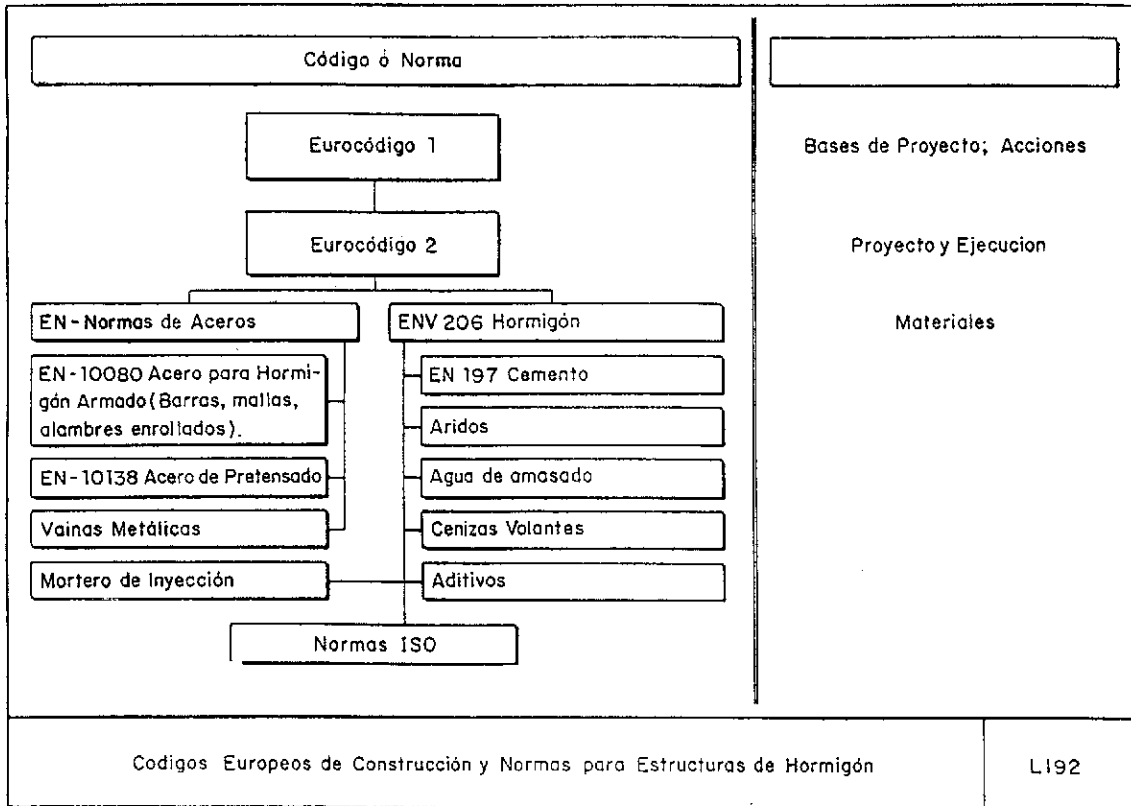 Código ó Norma
Eurocódigo 1
Bases de Proyecto; Acciones
Eurocódigo 2
Proyecto y Ejecucion
EN-Normas de Aceros
ENV 206 Hormigón
Materiales
EN-10080 Acero para Hormi-
gón Armado (Barras, mallas,
alambres enrollados).
EN 197 Cemento
Aridos
EN-10138 Acero de Pretensado
Agua de amasado
Vainas Metálicas
Cenizas Volantes
Mortero de Inyección
Aditivos
Normas ISO
Codigos Europeos de Construcción y Normas para Estructuras de Hormigón
L192